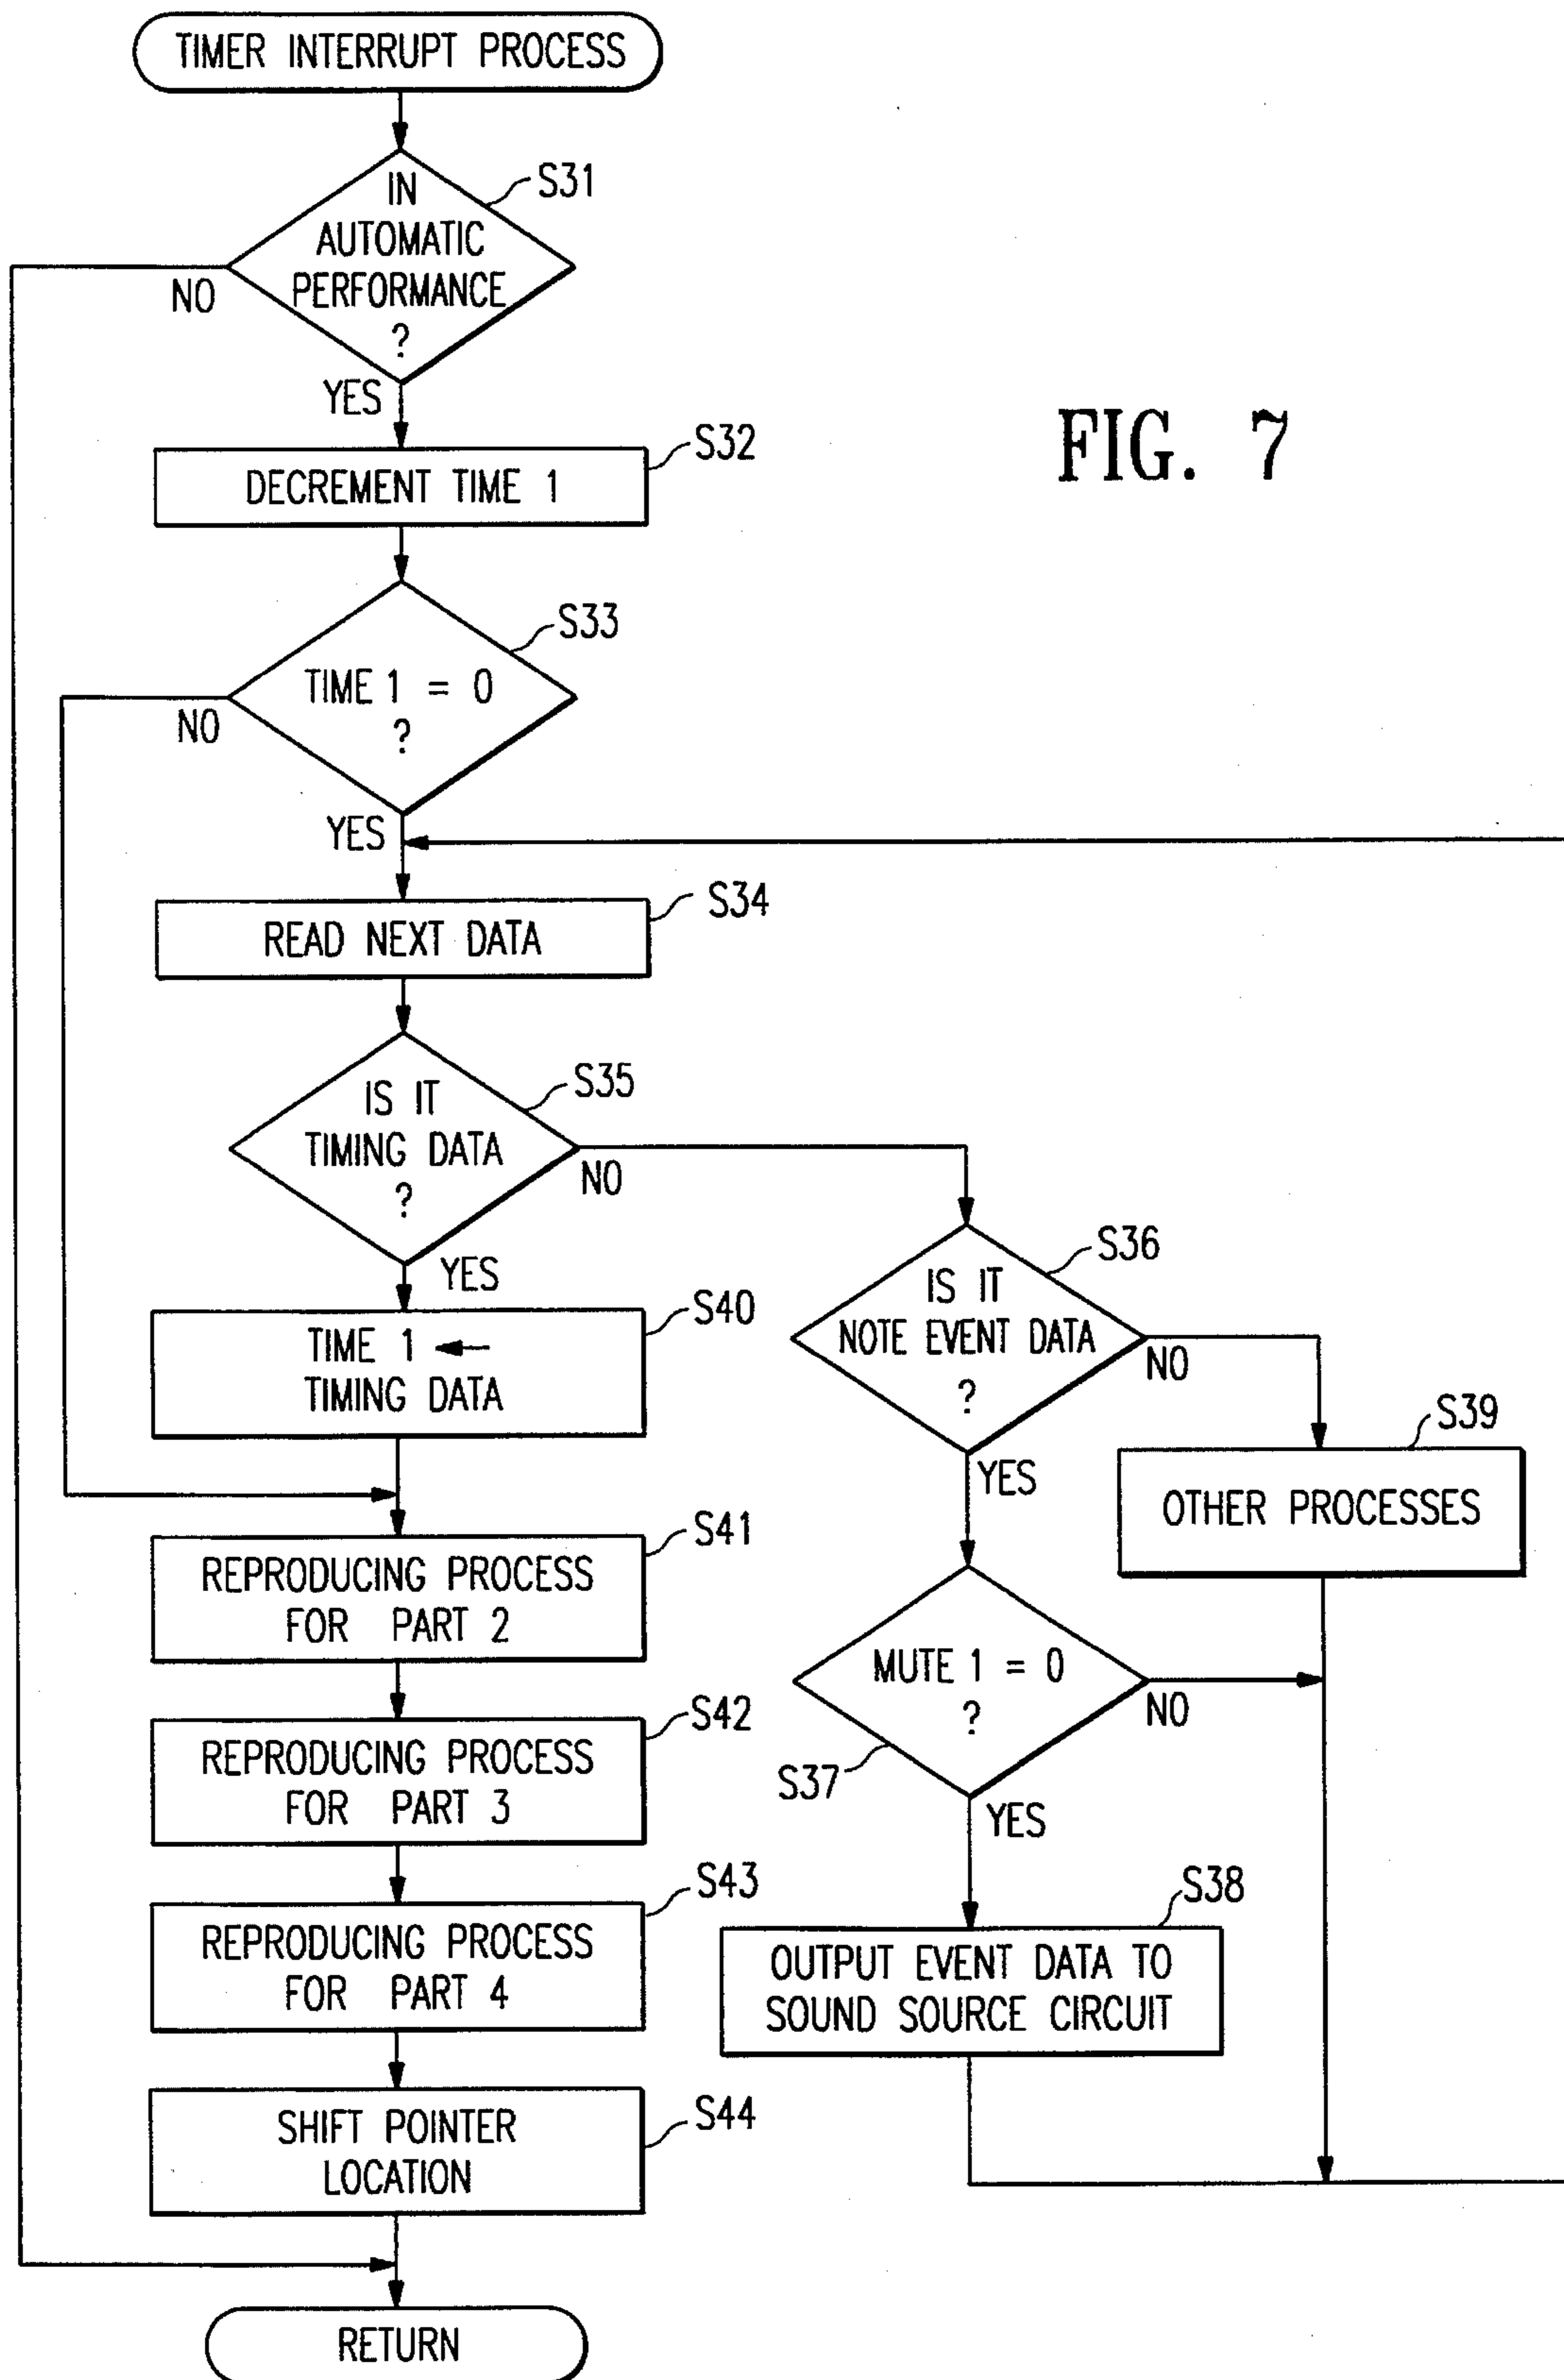 TIMER INTERRUPT PROCESS
S31
IN
AUTOMATIC
PERFORMANCE
?
NO
YES
FIG. 7
S32
DECREMENT TIME 1
S33
TIME 1 = 0
?
NO
YES
S34
READ NEXT DATA
S35
IS IT
TIMING DATA
?
NO
YES
S36
IS IT
NOTE EVENT DATA
?
NO
YES
S40
TIME 1 ←
TIMING DATA
S39
OTHER PROCESSES
S41
REPRODUCING PROCESS
FOR PART 2
MUTE 1 = 0
?
NO
S37
YES
S42
REPRODUCING PROCESS
FOR PART 3
S43
REPRODUCING PROCESS
FOR PART 4
S38
OUTPUT EVENT DATA TO
SOUND SOURCE CIRCUIT
S44
SHIFT POINTER
LOCATION
RETURN